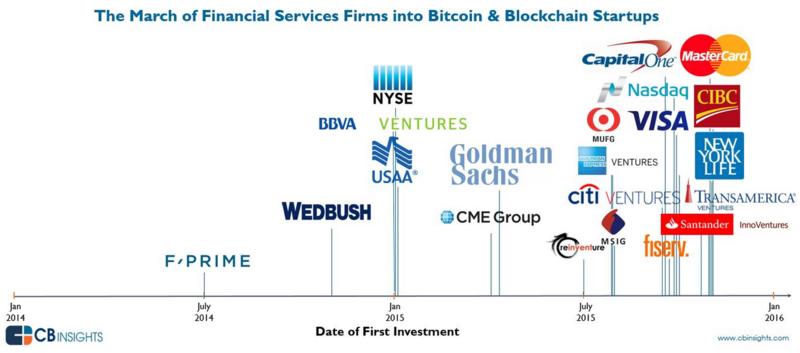 The March of Financial Services Firms into Bitcoin & Blockchain Startups
Capital One
MasterCard
NYSE
Nasdaq
CIBC
BBVA VENTURES
MUFG
VISA
USAA®
Goldman
Sachs
AMERICAN EXPRESS VENTURES
NEW
YORK
LIFE
WEDBUSH
CME Group
citi VENTURES
TRANSAMERICA®
VENTURES
MSIG
Santander InnoVentures
F-PRIME
reinventure
fiserv.
Jan
2014
July
2014
Jan
2015
July
2015
Jan
2016
CBINSIGHTS
Date of First Investment
www.cbinsights.com